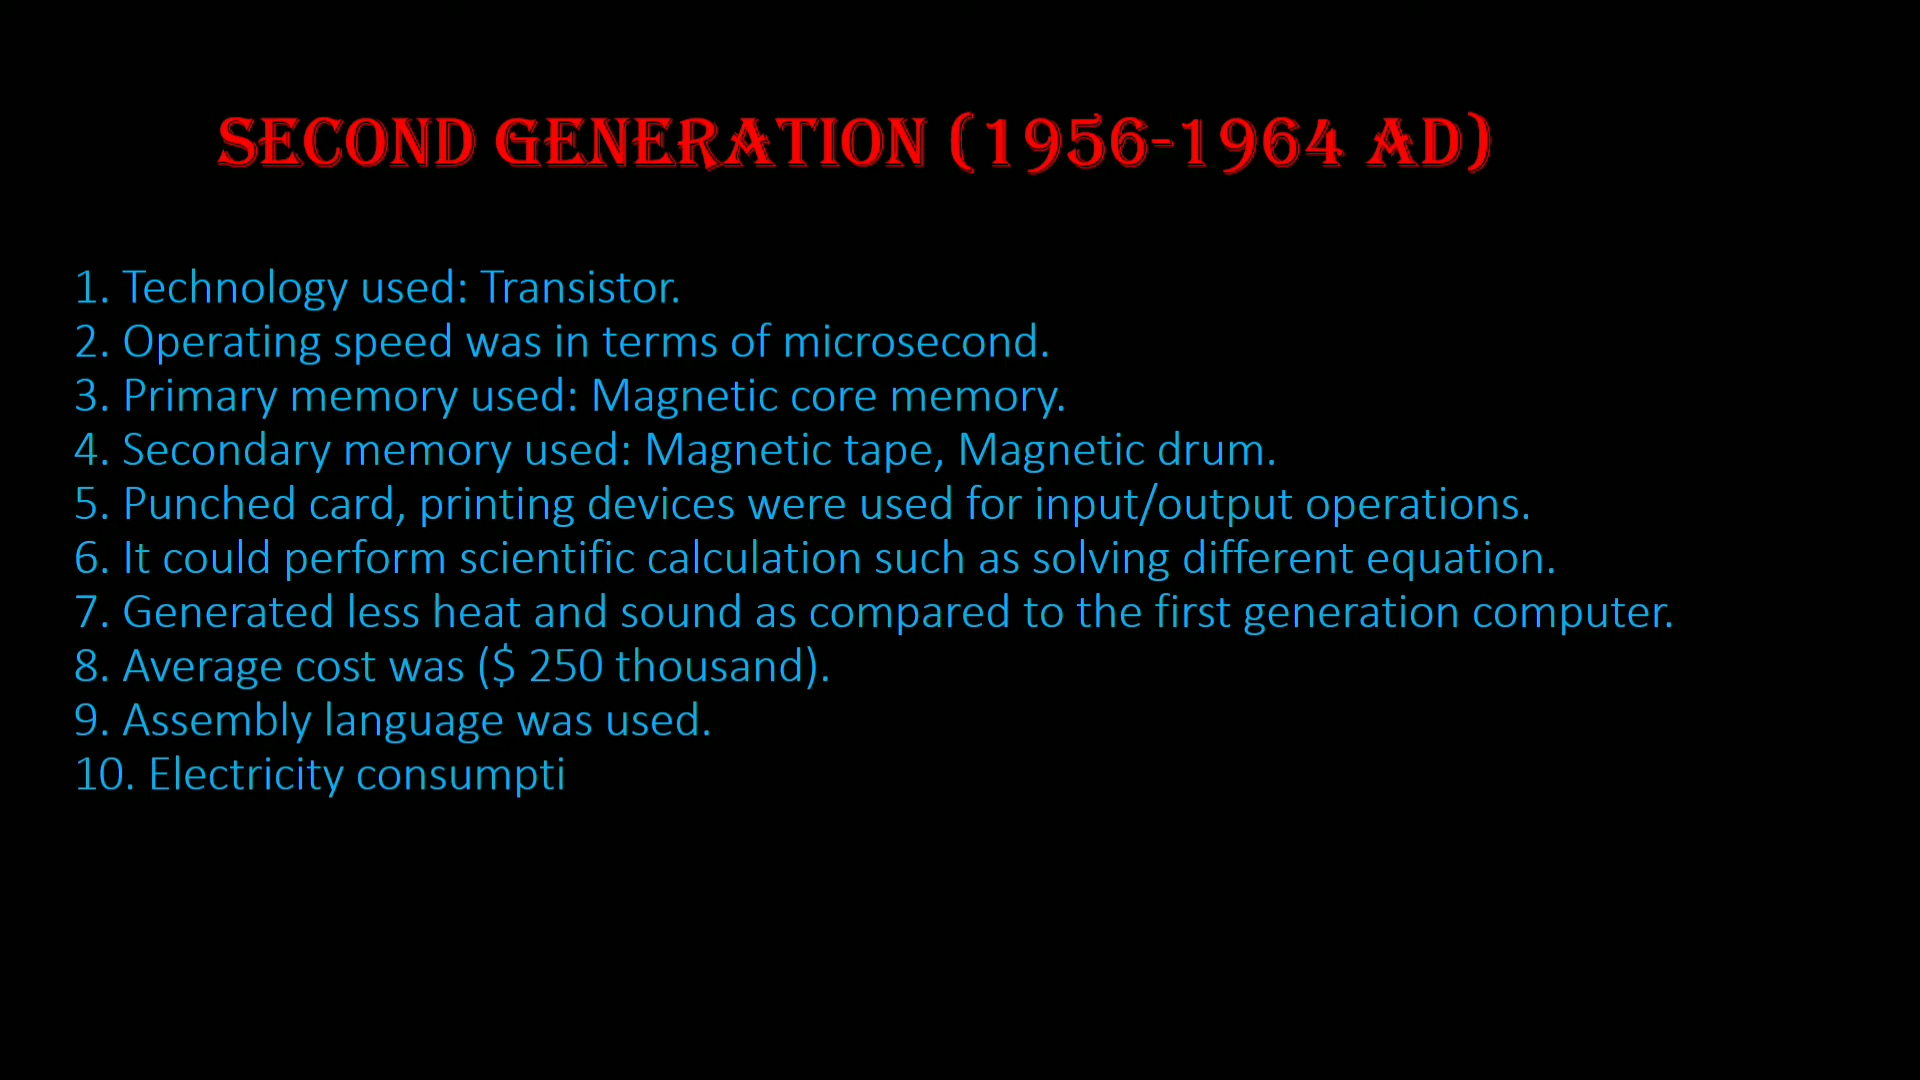 SECOND GENERATION (1956-1964 AD)
1. Technology used: Transistor.
2. Operating speed was in terms of microsecond.
3. Primary memory used: Magnetic core memory.
4. Secondary memory used: Magnetic tape, Magnetic drum.
5. Punched card, printing devices were used for input/output operations.
6. It could perform scientific calculation such as solving different equation.
7. Generated less heat and sound as compared to the first generation computer.
8. Average cost was ($ 250 thousand).
9. Assembly language was used.
10. Electricity consumpti